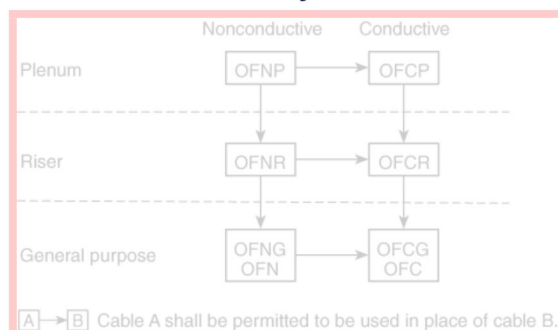 Nonconductive Conductive
Plenum OFNP OFCP
Riser OFNR OFCR
General purpose OFNG OFCG
OFN OFC
A B Cable A shall be permitted to be used in place of cable B.